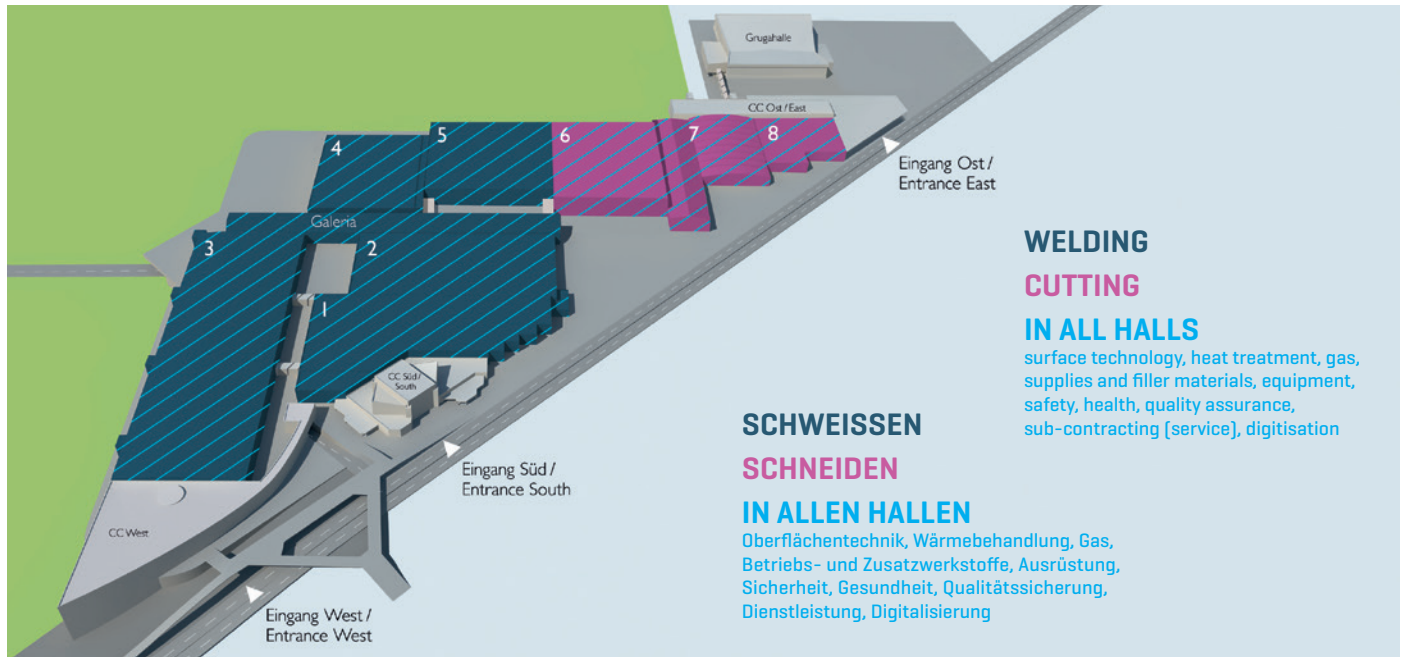 Grugahalle
CC Ost / East
4
5
6
7
8
Eingang Ost /
Entrance East
Galeria
3
2
1
CC Süd /
South
Eingang Süd /
Entrance South
CC West
Eingang West /
Entrance West
WELDING
CUTTING
IN ALL HALLS
surface technology, heat treatment, gas,
supplies and filler materials, equipment,
safety, health, quality assurance,
sub-contracting (service), digitisation
SCHWEISSEN
SCHNEIDEN
IN ALLEN HALLEN
Oberflächentechnik, Wärmebehandlung, Gas,
Betriebs- und Zusatzwerkstoffe, Ausrüstung,
Sicherheit, Gesundheit, Qualitätssicherung,
Dienstleistung, Digitalisierung